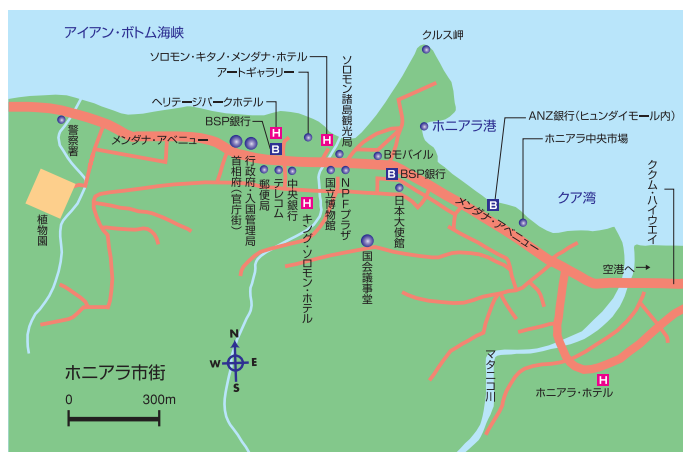 アイアン・ボトム海峡
ソロモン・キタノ・メンダナ・ホテル
アートギャラリー
ヘリテージパークホテル
BSP銀行
メンダナ・アベニュー
警察署
植物園
首相府(官庁街)
行政府・入国管理局
郵便局
テレコム
中央銀行
キング・ソロモン・ホテル
国立博物館
NPFプラザ
ソロモン諸島観光局
クルス岬
ホニアラ港
Bモバイル
BSP銀行
日本大使館
国会議事堂
メンダナ・アベニュー
ANZ銀行(ヒュンダイモール内)
ホニアラ中央市場
クア湾
ククム・ハイウエイ
空港へ
マタニコ川
ホニアラ・ホテル
H
H
H
H
B
B
B
N
W
E
S
ホニアラ市街
0
300m